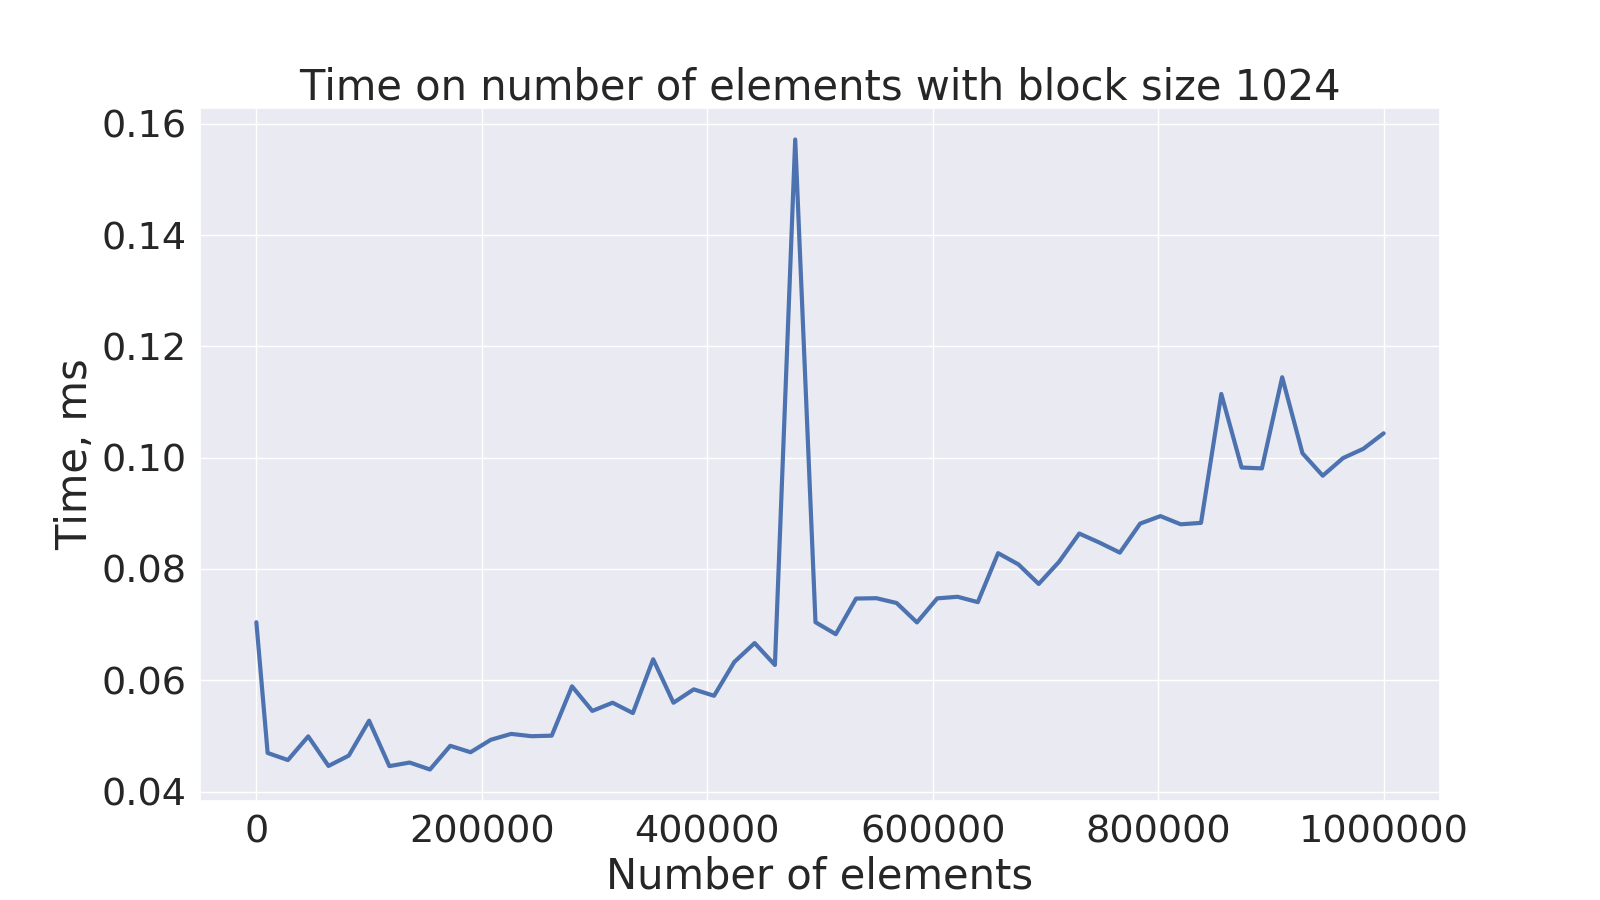 Time on number of elements with block size 1024
0.16
0.14
0.12
0.10
0.08
0.06
0.04
Time, ms
0 200000 400000 600000 800000 1000000
Number of elements